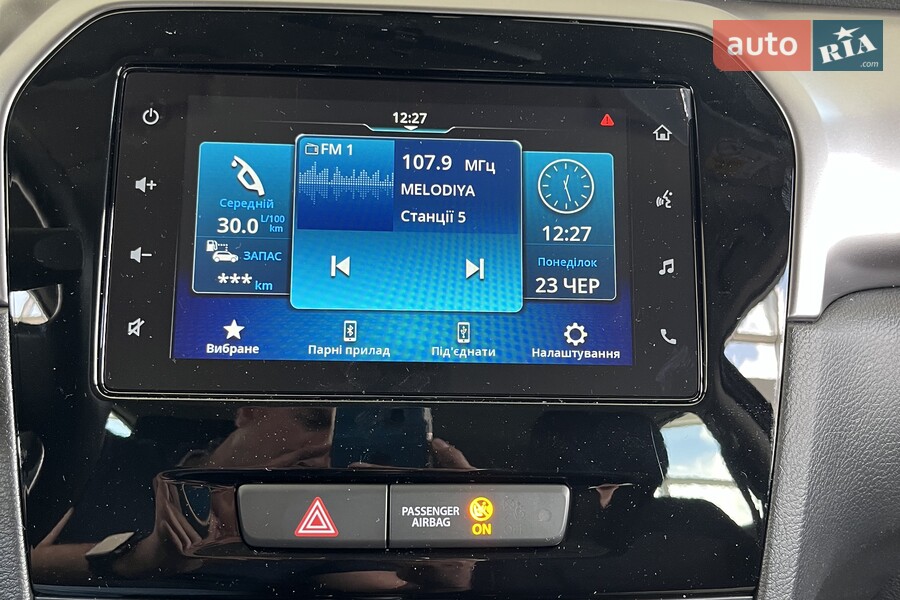 auto RIA
.com
12:27
FM 1
107.9 МГц
MELODIYA
Станції 5
Середній
30.0 L/100 km
ЗАПАС
*** km
12:27
Понеділок
23 ЧЕР
Вибране
Парні прилад
Під'єднати
Налаштування
PASSENGER
AIRBAG
ON